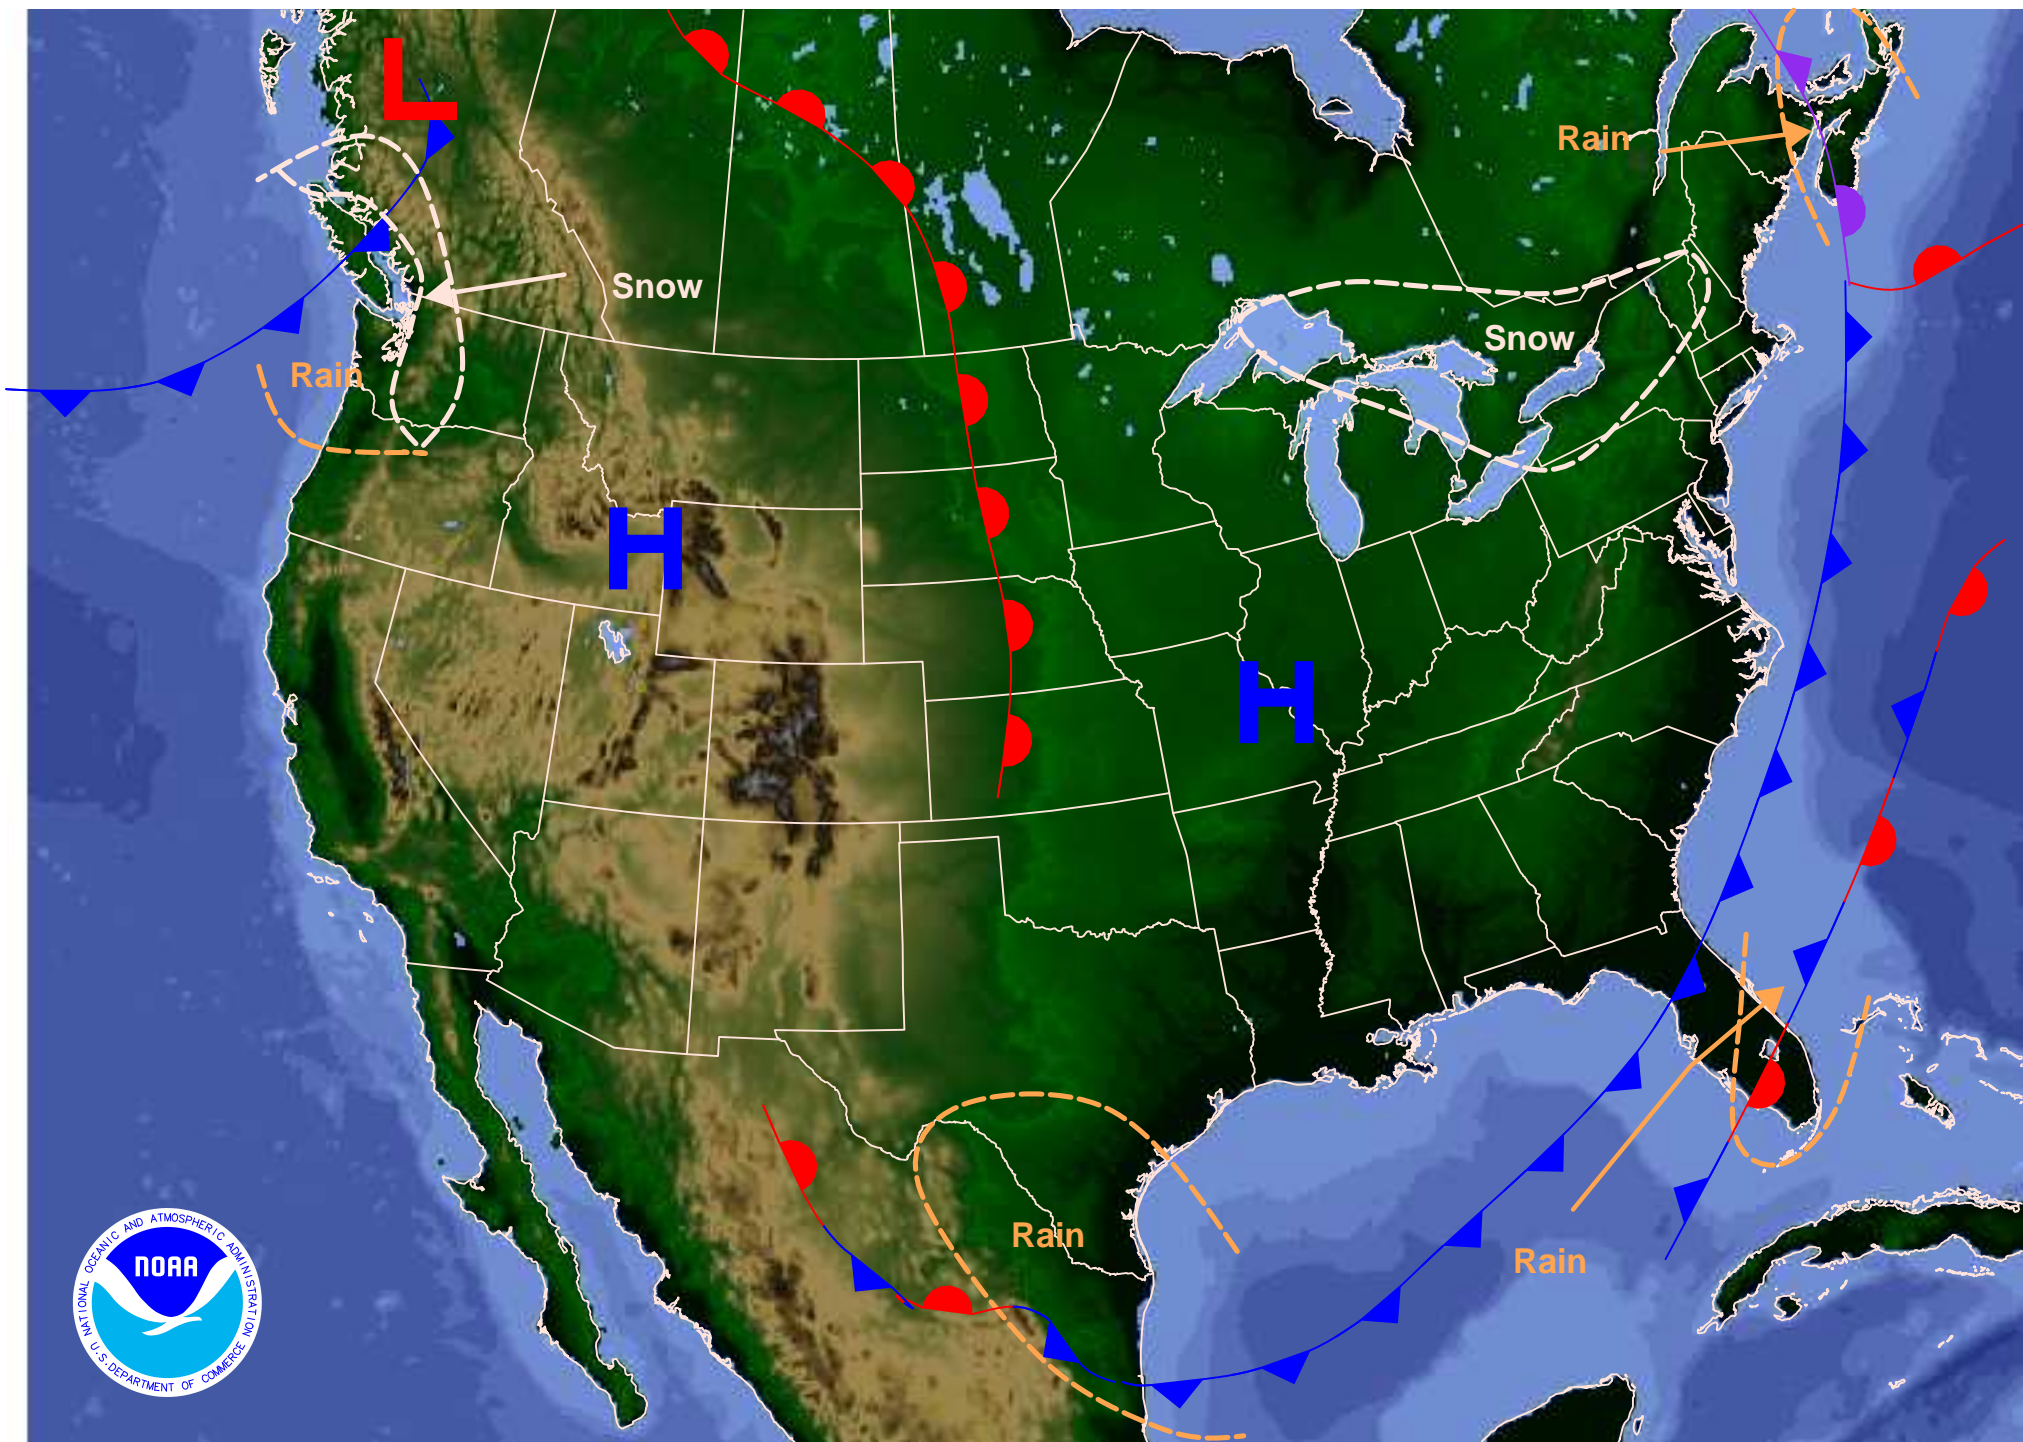 L
Rain
Snow
Snow
Rain
H
H
Rain
Rain
NATIONAL OCEANIC AND ATMOSPHERIC ADMINISTRATION
NOAA
U.S. DEPARTMENT OF COMMERCE